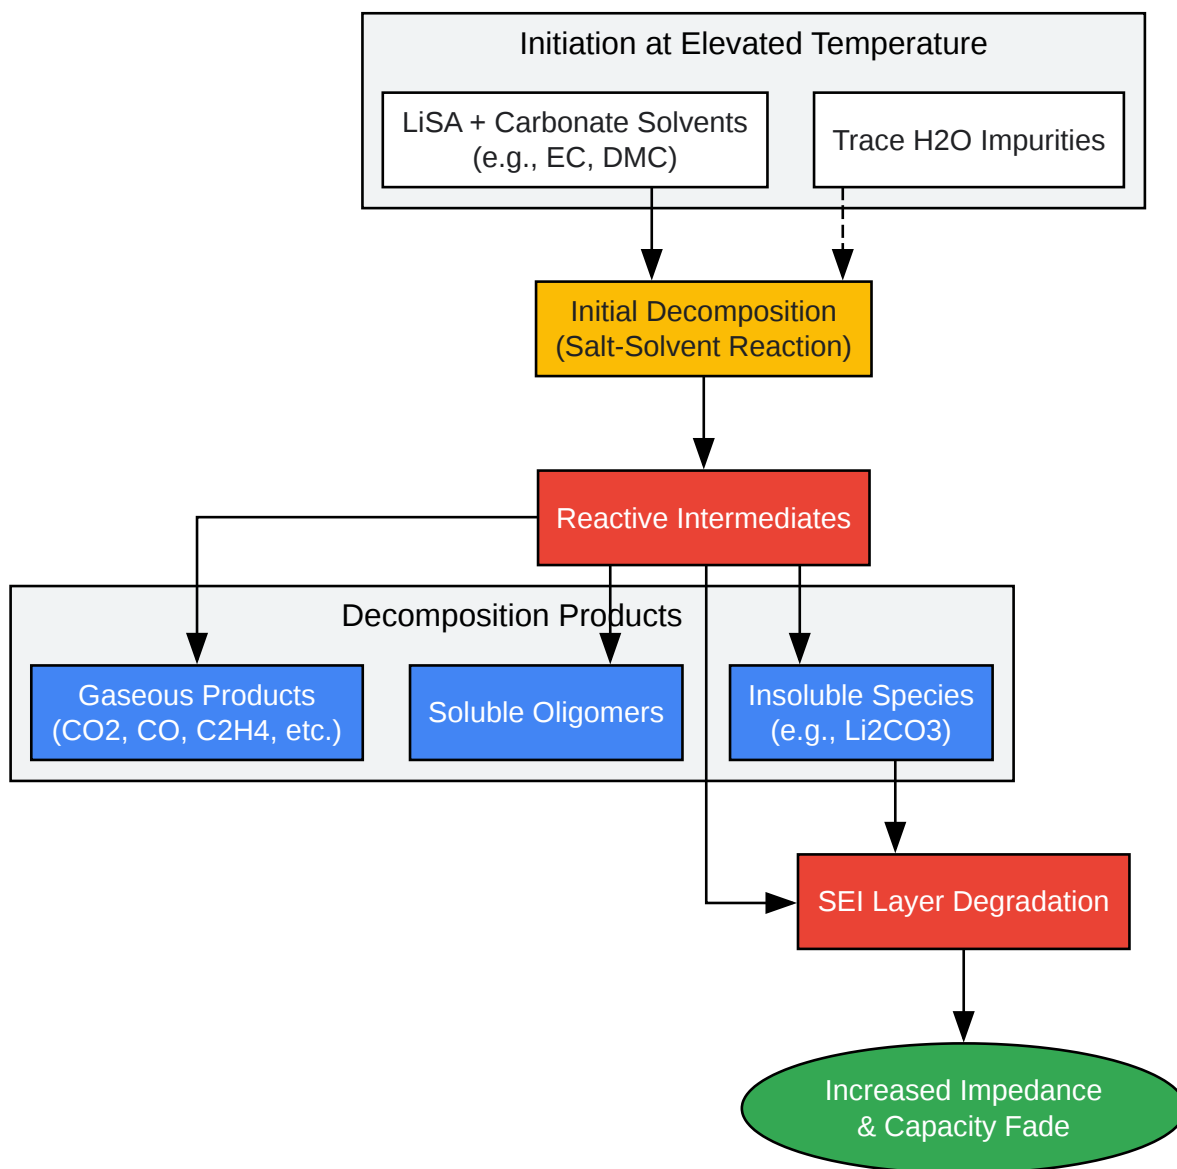 Initiation at Elevated Temperature
LiSA + Carbonate Solvents
(e.g., EC, DMC)
Trace H2O Impurities
Initial Decomposition
(Salt-Solvent Reaction)
Reactive Intermediates
Decomposition Products
Gaseous Products
(CO2, CO, C2H4, etc.)
Soluble Oligomers
Insoluble Species
(e.g., Li2CO3)
SEI Layer Degradation
Increased Impedance
& Capacity Fade